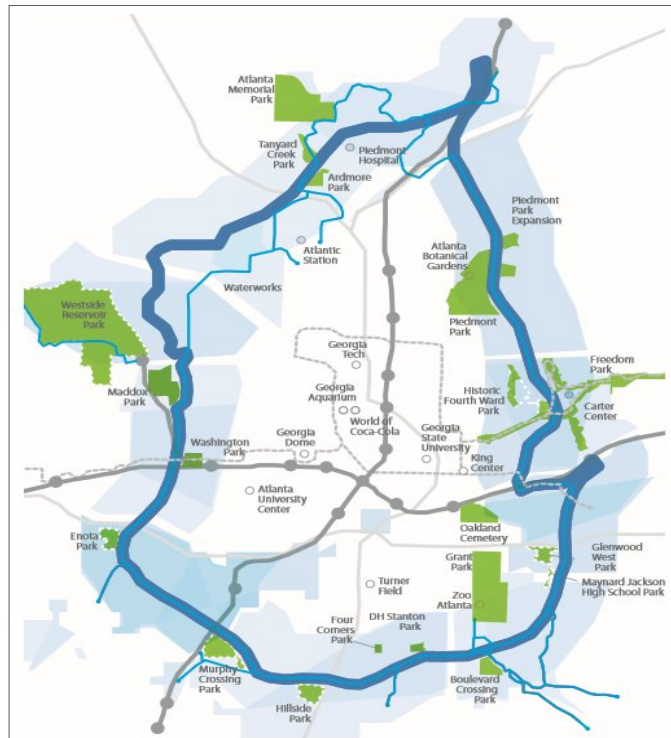 Atlanta
Memorial
Park
Tanyard
Creek
Park
Piedmont
Hospital
Ardmore
Park
Piedmont
Park
Expansion
Atlantic
Station
Atlanta
Botanical
Gardens
Waterworks
Westside
Reservoir
Park
Piedmont
Park
Georgia
Tech
Freedom
Park
Maddox
Park
Georgia
Aquarium
Historic
Fourth Ward
Park
World of
Coca-Cola
Carter
Center
Washington
Park
Georgia
Dome
Georgia
State
University
King
Center
Atlanta
University
Center
Oakland
Cemetery
Enota
Park
Grant
Park
Glenwood
West
Park
Turner
Field
Zoo
Atlanta
Maynard Jackson
High School Park
Four
Corners
Park
DH Stanton
Park
Murphy
Crossing
Park
Boulevard
Crossing
Park
Hillside
Park